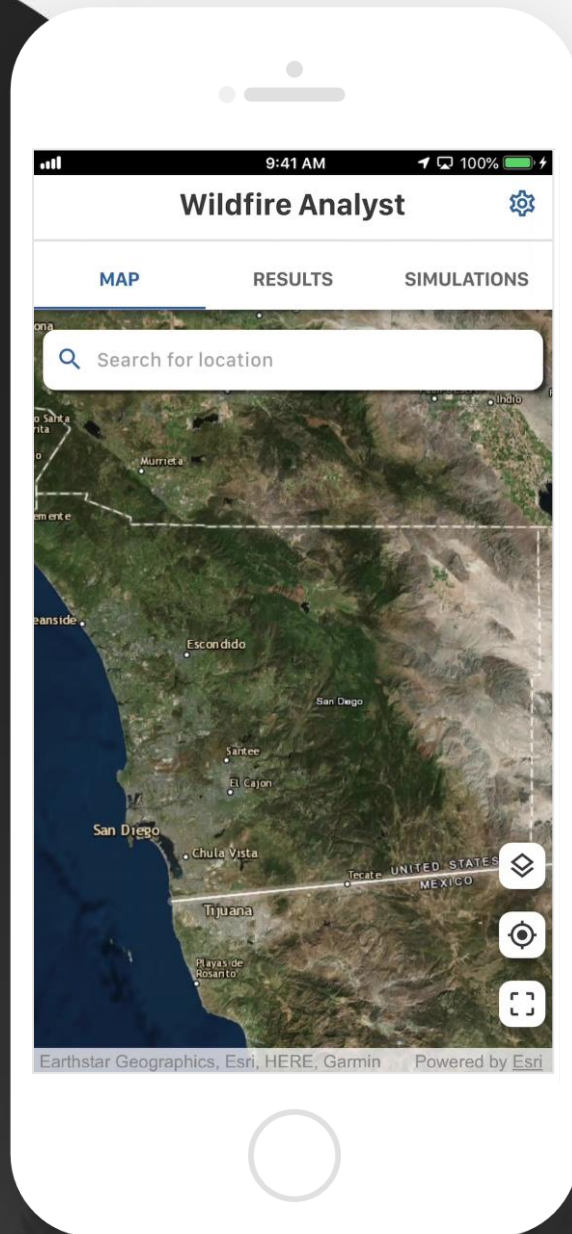 9:41 AM
100%
Wildfire Analyst
MAP
RESULTS
SIMULATIONS
Search for location
Indio
Murrieta
Escondido
San Diego
Santee
El Cajon
San Diego
Chula Vista
Tecate
UNITED STATES
MEXICO
Tijuana
Playas de
Rosarito
Earthstar Geographics, Esri, HERE, Garmin
Powered by Esri